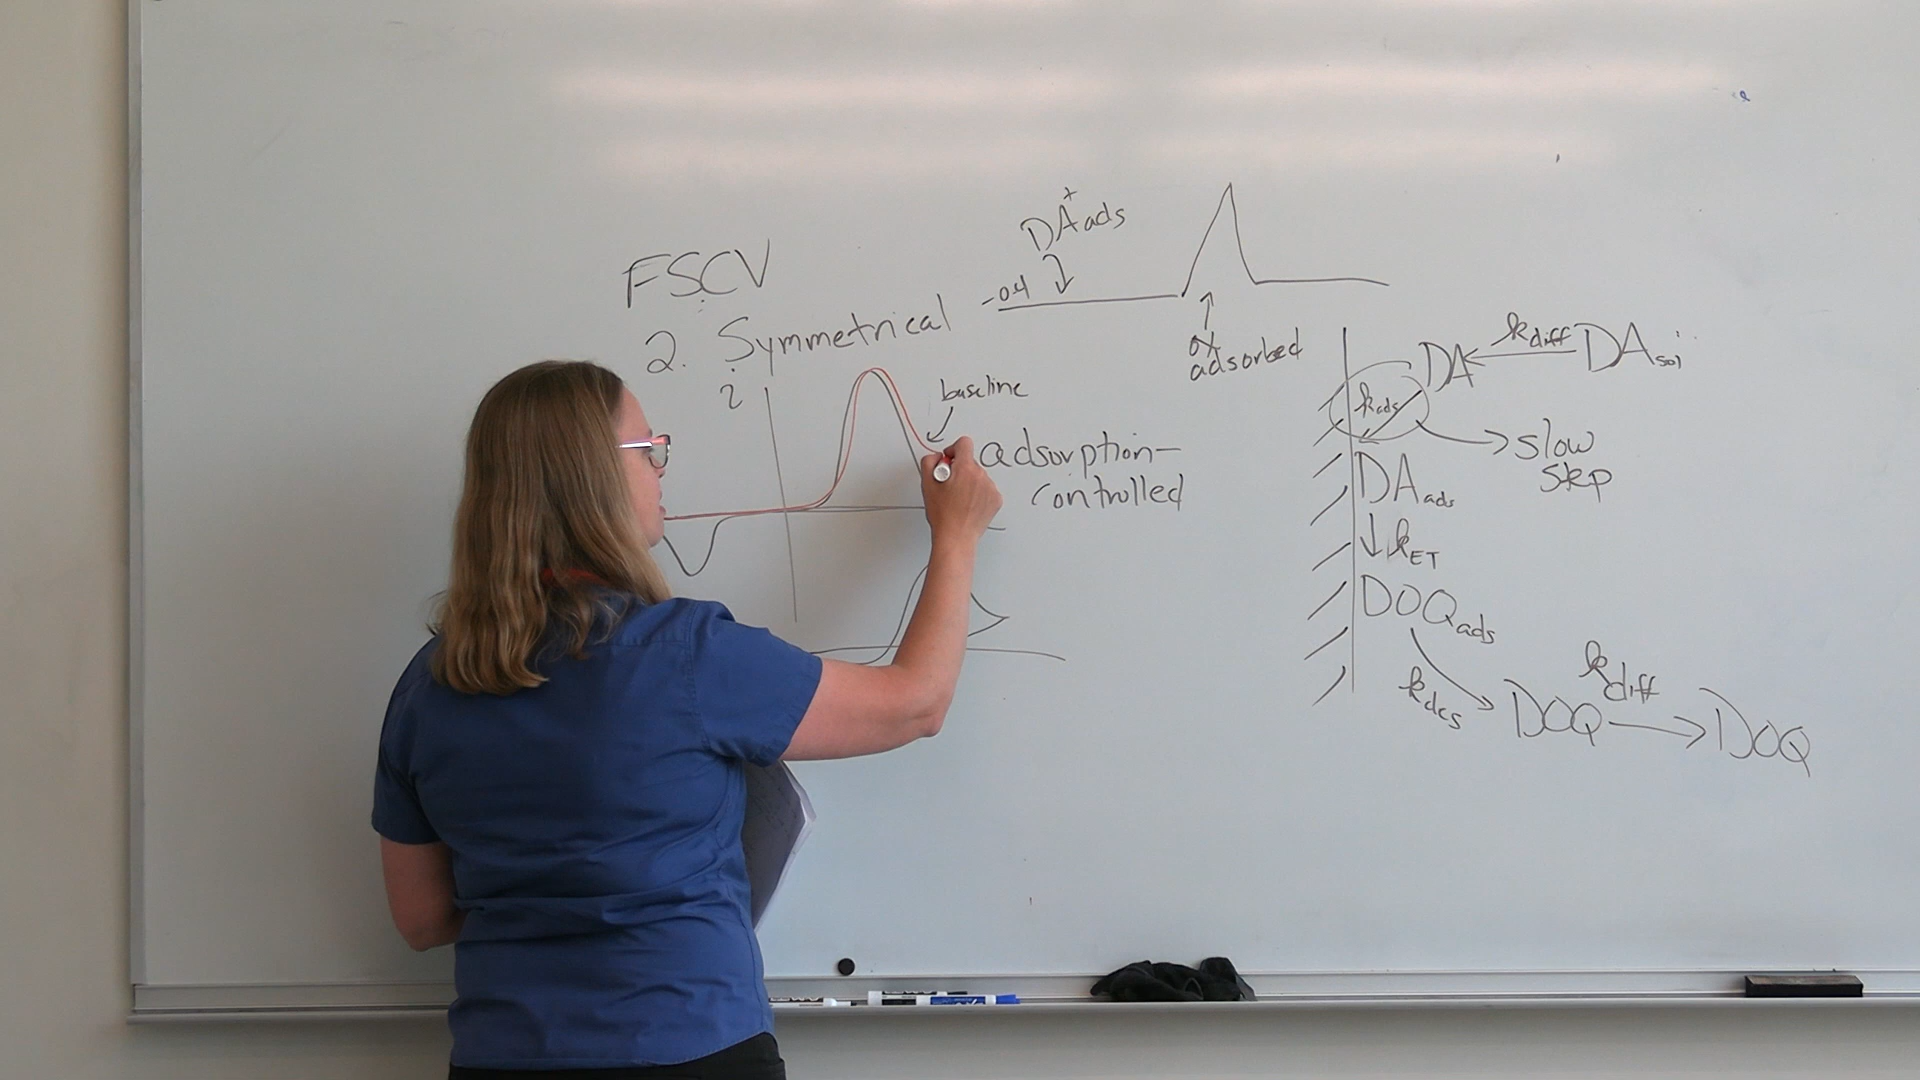 FSCV
2. Symmetrical
i
baseline
adsorption-
controlled
DA+ads
-0.4
ox
adsorbed
DA
kdiff
DAsol
kads
slow
step
DAads
kET
DOQads
kdes
DOQ
kdiff
DOQ